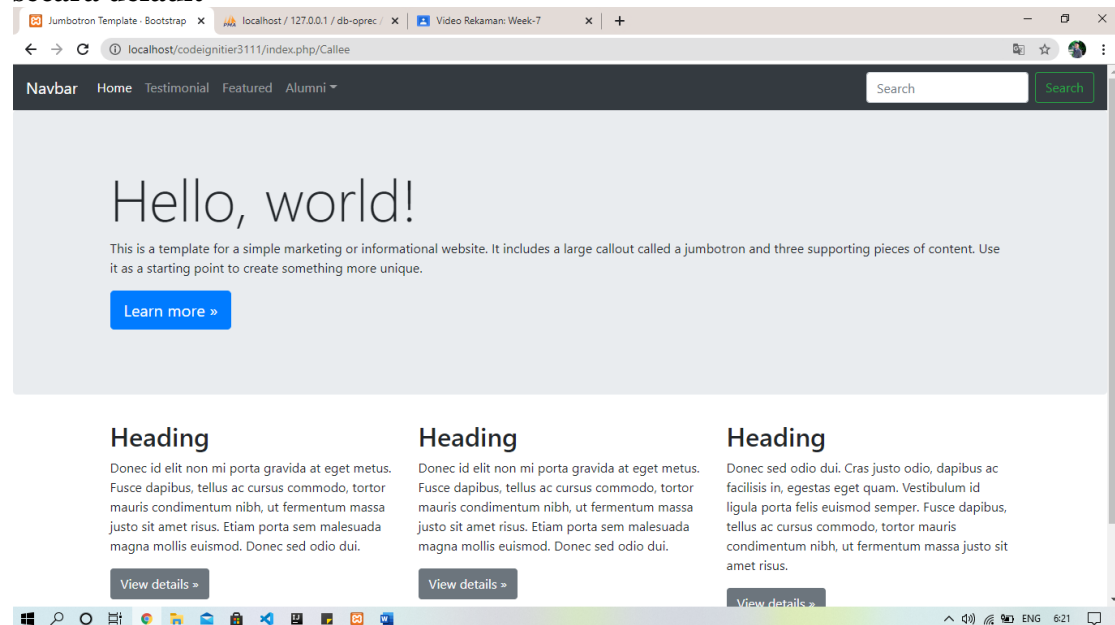 secara default
Jumbotron Template · Bootstrap
localhost / 127.0.0.1 / db-oprec /
Video Rekaman: Week-7
localhost/codeignitier3111/index.php/Callee
Navbar Home Testimonial Featured Alumni
Search
Search
Hello, world!
This is a template for a simple marketing or informational website. It includes a large callout called a jumbotron and three supporting pieces of content. Use
it as a starting point to create something more unique.
Learn more »
Heading
Donec id elit non mi porta gravida at eget metus.
Fusce dapibus, tellus ac cursus commodo, tortor
mauris condimentum nibh, ut fermentum massa
justo sit amet risus. Etiam porta sem malesuada
magna mollis euismod. Donec sed odio dui.
View details »
Heading
Donec id elit non mi porta gravida at eget metus.
Fusce dapibus, tellus ac cursus commodo, tortor
mauris condimentum nibh, ut fermentum massa
justo sit amet risus. Etiam porta sem malesuada
magna mollis euismod. Donec sed odio dui.
View details »
Heading
Donec sed odio dui. Cras justo odio, dapibus ac
facilisis in, egestas eget quam. Vestibulum id
ligula porta felis euismod semper. Fusce dapibus,
tellus ac cursus commodo, tortor mauris
condimentum nibh, ut fermentum massa justo sit
amet risus.
View details »
ENG 6:21